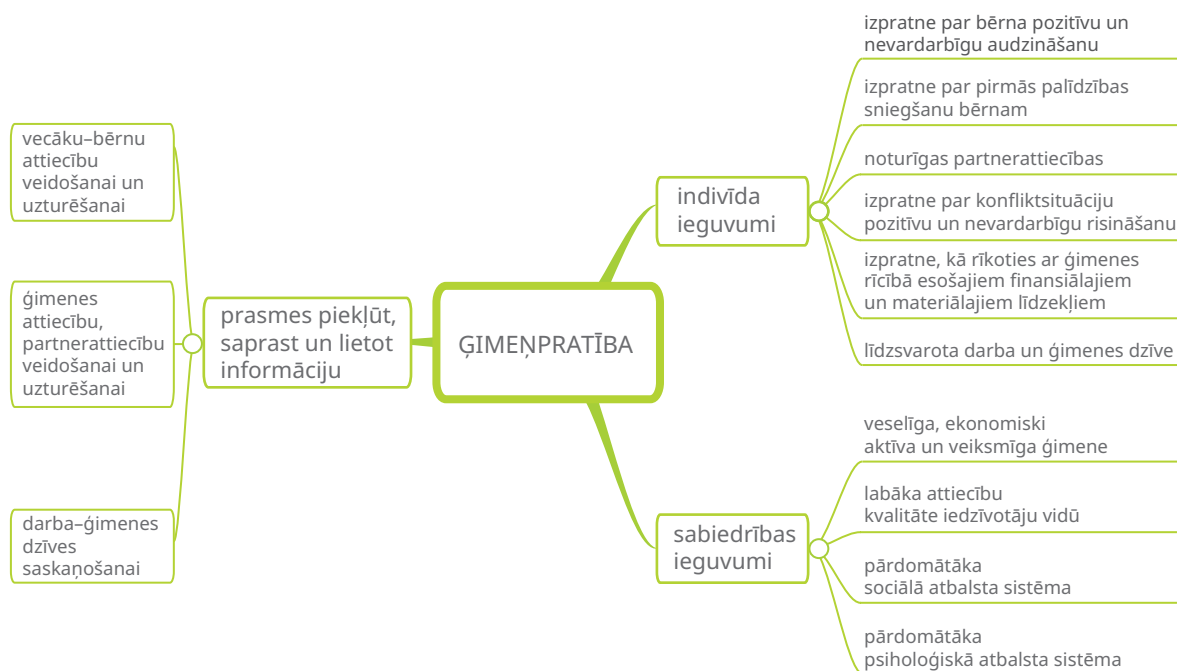 vecāku–bērnu
attiecību
veidošanai un
uzturēšanai
ģimenes
attiecību,
partnerattiecību
veidošanai un
uzturēšanai
darba–ģimenes
dzīves
saskaņošanai
prasmes piekļūt,
saprast un lietot
informāciju
ĢIMEŅPRATĪBA
indivīda
ieguvumi
izpratne par bērna pozitīvu un
nevardarbīgu audzināšanu
izpratne par pirmās palīdzības
sniegšanu bērnam
noturīgas partnerattiecības
izpratne par konfliktsituāciju
pozitīvu un nevardarbīgu risināšanu
izpratne, kā rīkoties ar ģimenes
rīcībā esošajiem finansiālajiem
un materiālajiem līdzekļiem
līdzsvarota darba un ģimenes dzīve
sabiedrības
ieguvumi
veselīga, ekonomiski
aktīva un veiksmīga ģimene
labāka attiecību
kvalitāte iedzīvotāju vidū
pārdomātāka
sociālā atbalsta sistēma
pārdomātāka
psiholoģiskā atbalsta sistēma